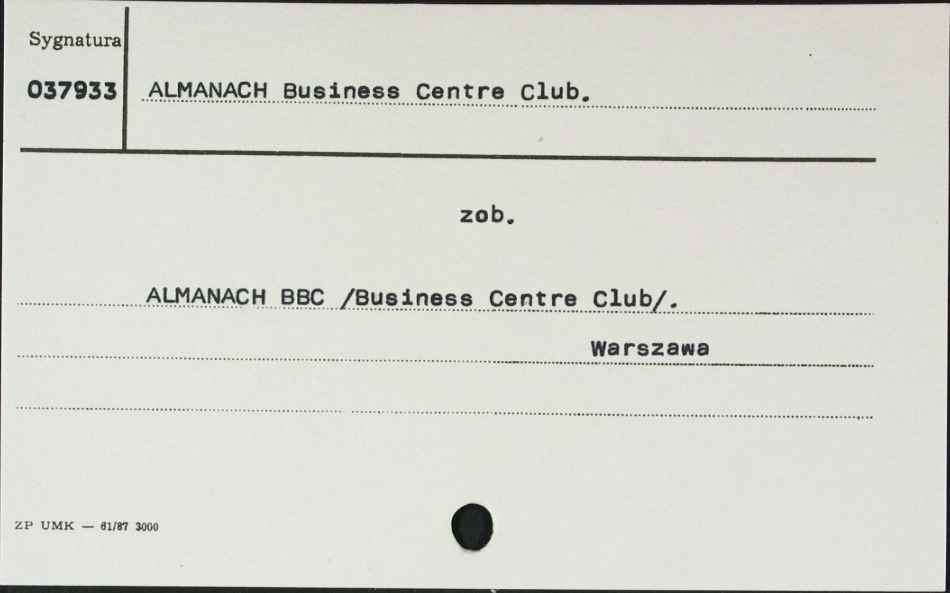 Sygnatura
037933 ALMANACH Business Centre Club.
zob.
ALMANACH BBC /Business Centre Club/.
Warszawa
ZP UMK — 61/87 3000